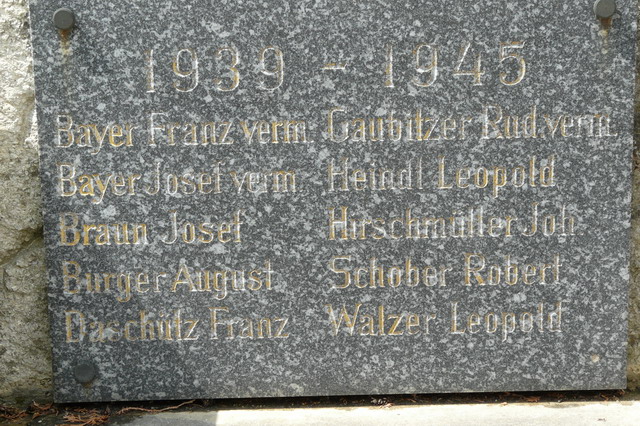 1939 - 1945
Bayer Franz verm. Gaubitzer Rud. verm.
Bayer Josef verm Heindl Leopold
Braun Josef Hirschmüller Joh
Burger August Schober Robert
Daschütz Franz Walzer Leopold